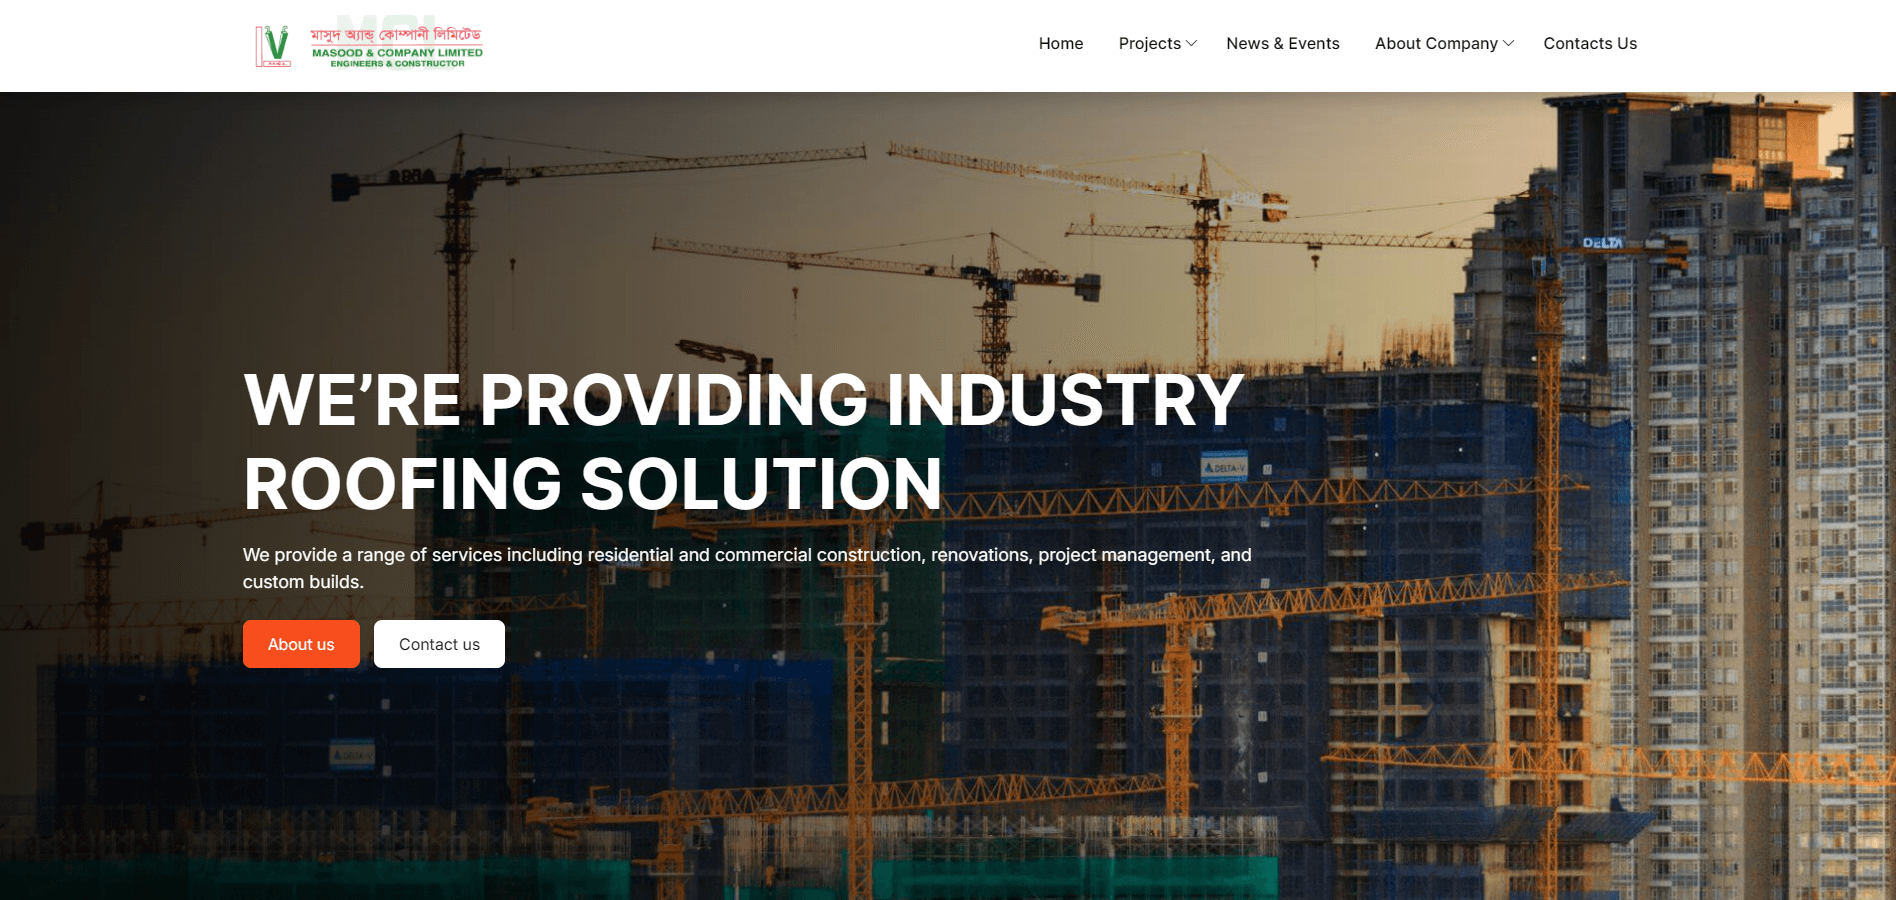 মাসুদ অ্যান্ড কোম্পানী লিমিটেড
MASOOD & COMPANY LIMITED
ENGINEERS & CONSTRUCTOR
Home
Projects
News & Events
About Company
Contacts Us
DELTA
WE’RE PROVIDING INDUSTRY
ROOFING SOLUTION
DELTA-V
We provide a range of services including residential and commercial construction, renovations, project management, and
custom builds.
About us
Contact us
DELTA-V